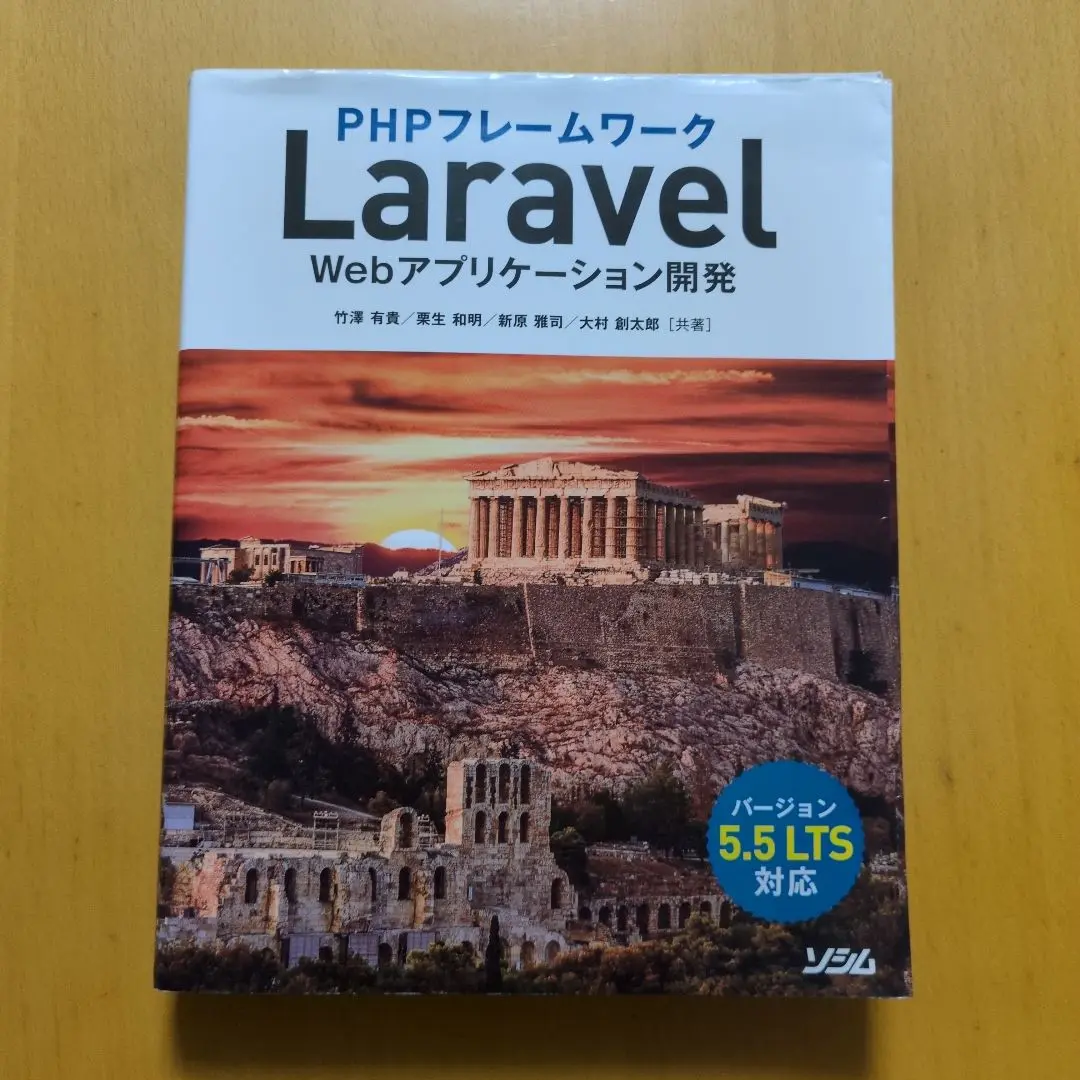 PHPフレームワーク
Laravel
Webアプリケーション開発
竹澤 有貴／栗生 和明／新原 雅司／大村 創太郎 [共著]
バージョン
5.5 LTS
対応
ソシム